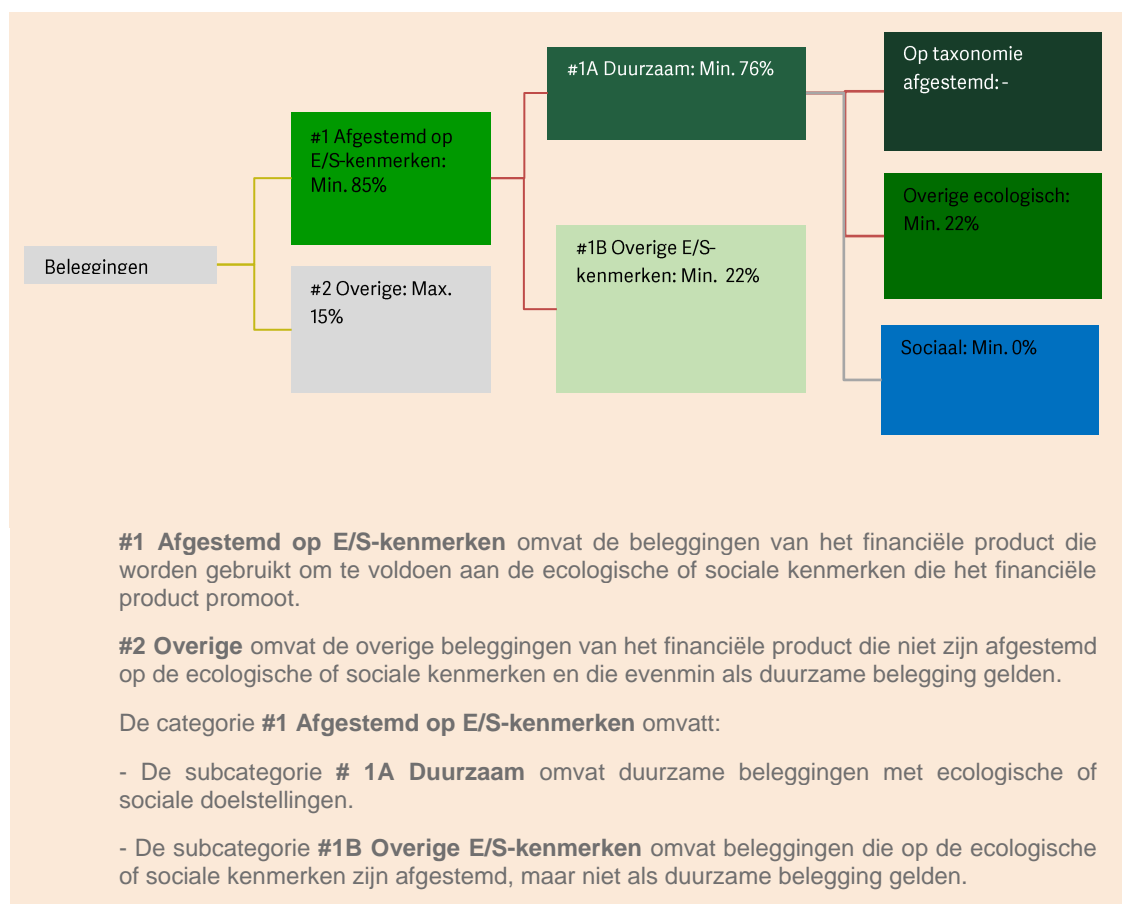 Beleggingen
#1 Afgestemd op
E/S-kenmerken:
Min. 85%
#2 Overige: Max.
15%
#1A Duurzaam: Min. 76%
#1B Overige E/S-
kenmerken: Min. 22%
Op taxonomie
afgestemd: -
Overige ecologisch:
Min. 22%
Sociaal: Min. 0%
#1 Afgestemd op E/S-kenmerken omvat de beleggingen van het financiële product die
worden gebruikt om te voldoen aan de ecologische of sociale kenmerken die het financiële
product promoot.
#2 Overige omvat de overige beleggingen van het financiële product die niet zijn afgestemd
op de ecologische of sociale kenmerken en die evenmin als duurzame belegging gelden.
De categorie #1 Afgestemd op E/S-kenmerken omvatt:
- De subcategorie # 1A Duurzaam omvat duurzame beleggingen met ecologische of
sociale doelstellingen.
- De subcategorie #1B Overige E/S-kenmerken omvat beleggingen die op de ecologische
of sociale kenmerken zijn afgestemd, maar niet als duurzame belegging gelden.